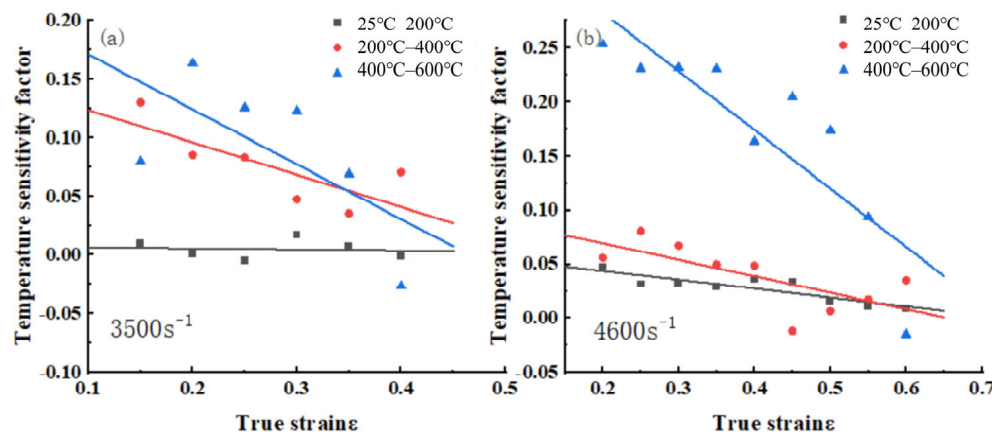 (a)
25°C 200°C
200°C–400°C
400°C–600°C
0.20
0.15
0.10
0.05
0.00
-0.05
-0.10
Temperature sensitivity factor
3500s⁻¹
0.1 0.2 0.3 0.4 0.5
True strainε
(b)
25°C 200°C
200°C–400°C
400°C–600°C
0.25
0.20
0.15
0.10
0.05
0.00
-0.05
Temperature sensitivity factor
4600s⁻¹
0.2 0.3 0.4 0.5 0.6 0.7
True strainε